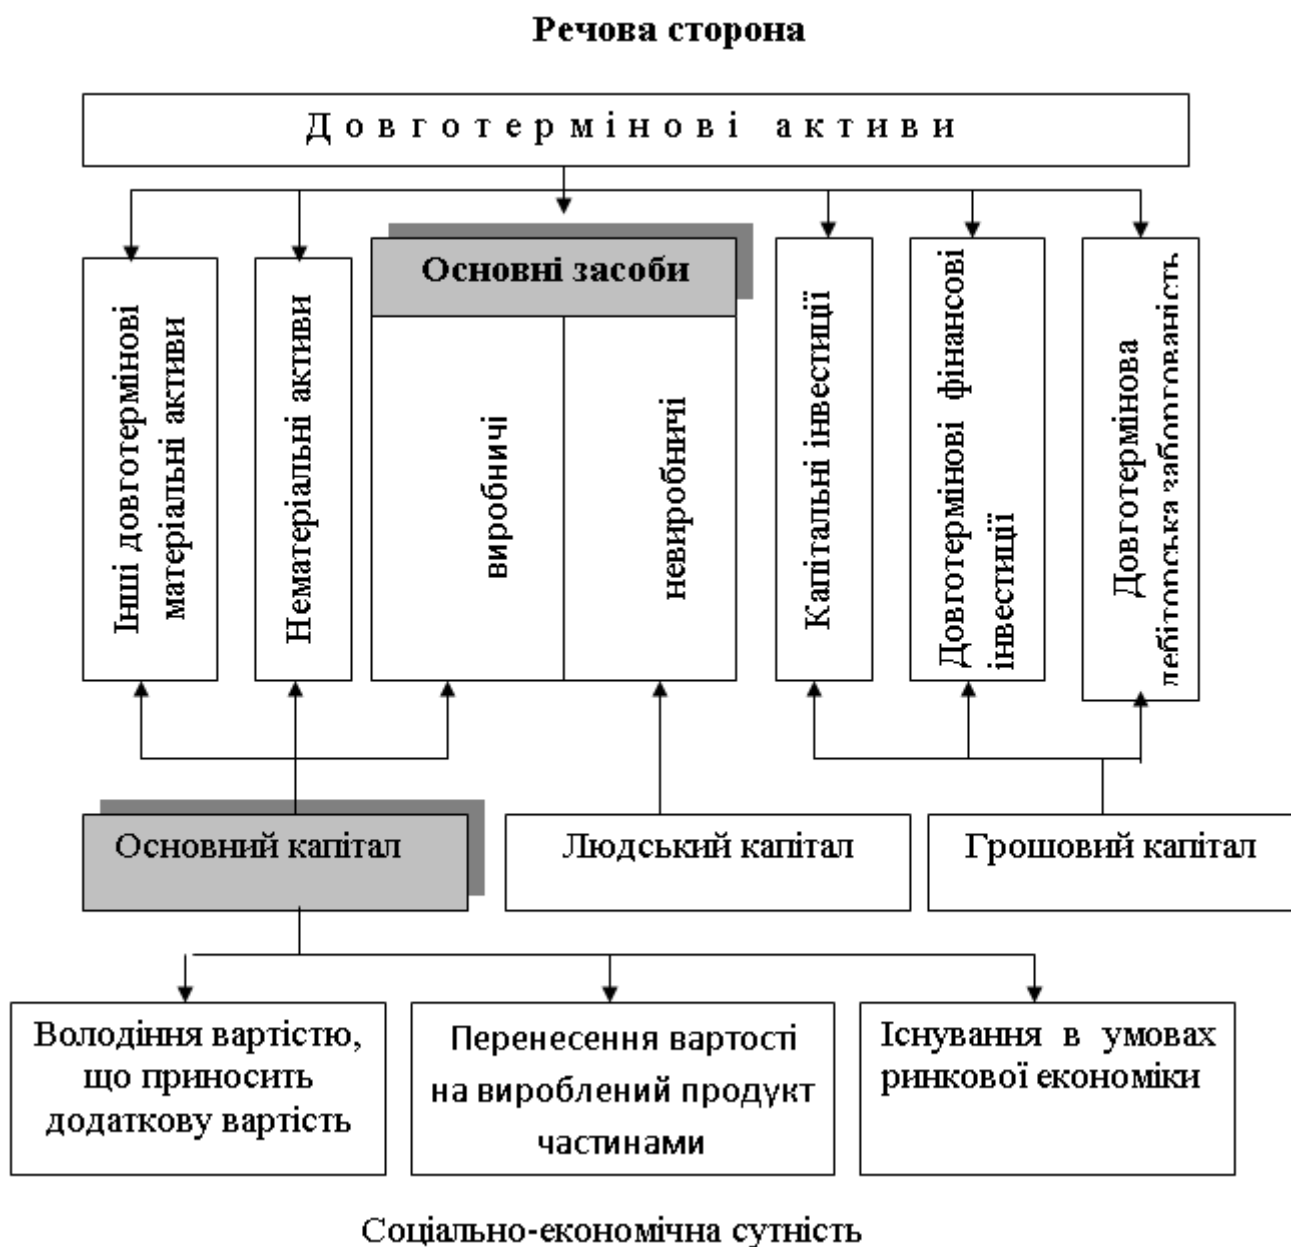 Речова сторона
Довготермінові активи
Інші довготермінові
матеріальні активи
Нематеріальні активи
Основні засоби
виробничі
невиробничі
Капітальні інвестиції
Довготермінові фінансові
інвестиції
Довготермінова
дебіторська заборгованість
Основний капітал
Людський капітал
Грошовий капітал
Володіння вартістю,
що приносить
додаткову вартість
Перенесення вартості
на вироблений продукт
частинами
Існування в умовах
ринкової економіки
Соціально-економічна сутність